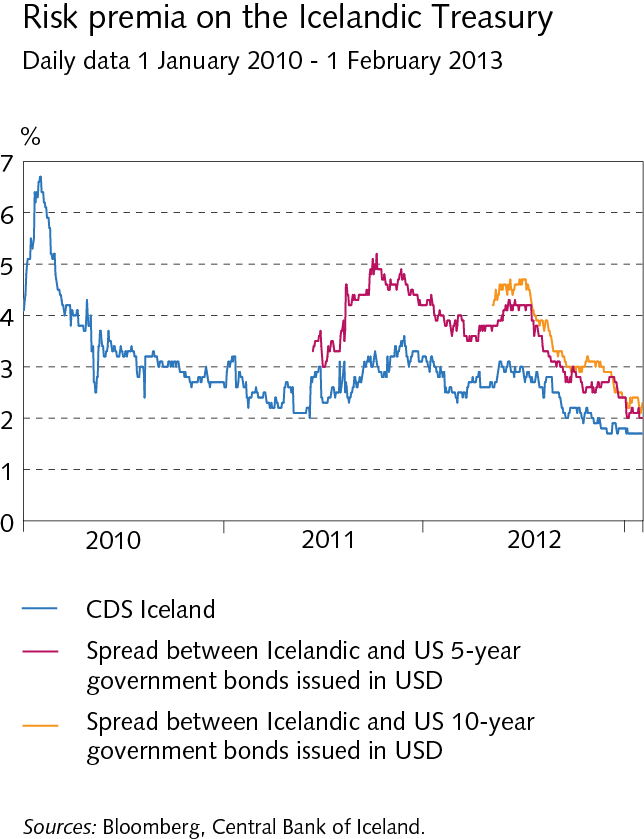 Risk premia on the Icelandic Treasury
Daily data 1 January 2010 - 1 February 2013
%
7
6
5
4
3
2
1
0
2010 2011 2012
CDS Iceland
Spread between Icelandic and US 5-year
government bonds issued in USD
Spread between Icelandic and US 10-year
government bonds issued in USD
Sources: Bloomberg, Central Bank of Iceland.